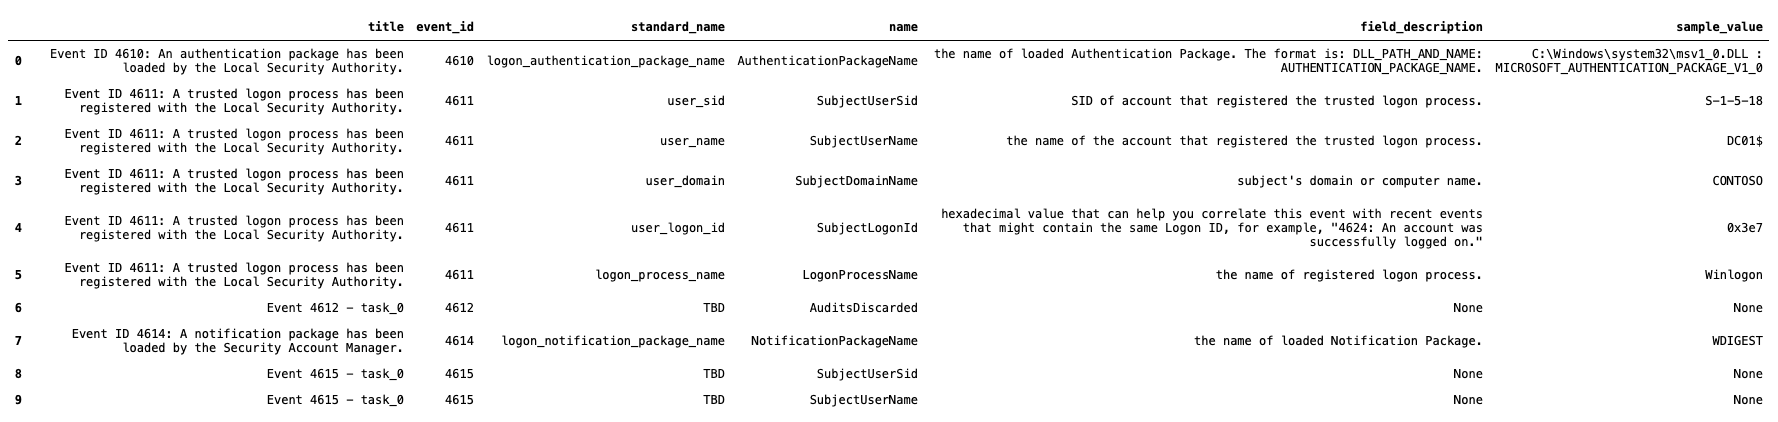 title event_id standard_name name field_description sample_value
0 Event ID 4610: An authentication package has been loaded by the Local Security Authority. 4610 logon_authentication_package_name AuthenticationPackageName the name of loaded Authentication Package. The format is: DLL_PATH_AND_NAME: AUTHENTICATION_PACKAGE_NAME. C:\Windows\system32\msv1_0.DLL : MICROSOFT_AUTHENTICATION_PACKAGE_V1_0
1 Event ID 4611: A trusted logon process has been registered with the Local Security Authority. 4611 user_sid SubjectUserSid SID of account that registered the trusted logon process. S-1-5-18
2 Event ID 4611: A trusted logon process has been registered with the Local Security Authority. 4611 user_name SubjectUserName the name of the account that registered the trusted logon process. DC01$
3 Event ID 4611: A trusted logon process has been registered with the Local Security Authority. 4611 user_domain SubjectDomainName subject's domain or computer name. CONTOSO
4 Event ID 4611: A trusted logon process has been registered with the Local Security Authority. 4611 user_logon_id SubjectLogonId hexadecimal value that can help you correlate this event with recent events that might contain the same Logon ID, for example, "4624: An account was successfully logged on." 0x3e7
5 Event ID 4611: A trusted logon process has been registered with the Local Security Authority. 4611 logon_process_name LogonProcessName the name of registered logon process. Winlogon
6 Event 4612 - task_0 4612 TBD AuditsDiscarded None None
7 Event ID 4614: A notification package has been loaded by the Security Account Manager. 4614 logon_notification_package_name NotificationPackageName the name of loaded Notification Package. WDIGEST
8 Event 4615 - task_0 4615 TBD SubjectUserSid None None
9 Event 4615 - task_0 4615 TBD SubjectUserName None None